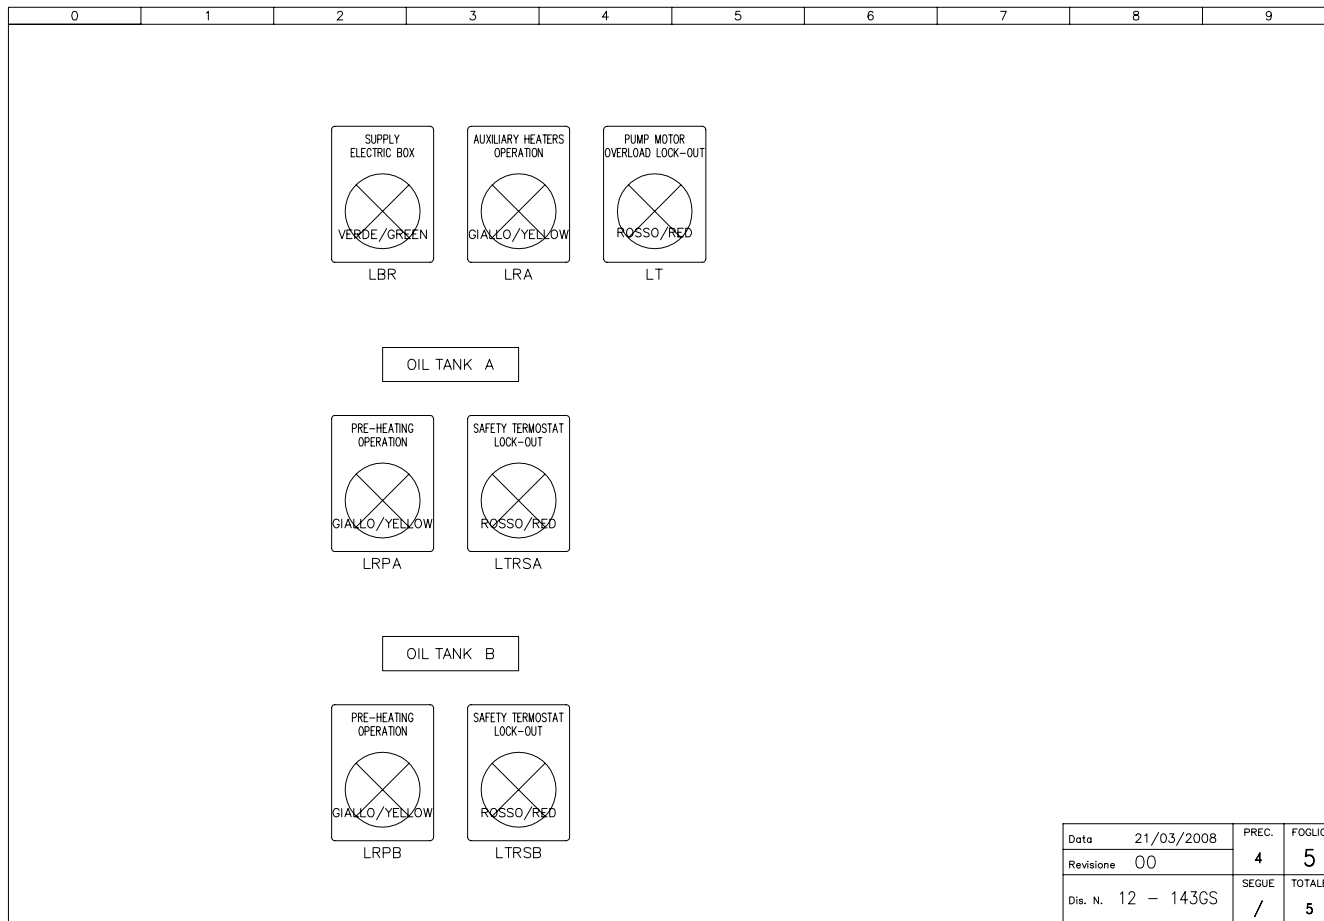 0 1 2 3 4 5 6 7 8 9
SUPPLY
ELECTRIC BOX
VERDE/GREEN
LBR
AUXILIARY HEATERS
OPERATION
GIALLO/YELLOW
LRA
PUMP MOTOR
OVERLOAD LOCK-OUT
ROSSO/RED
LT
OIL TANK A
PRE-HEATING
OPERATION
GIALLO/YELLOW
LRPA
SAFETY TERMOSTAT
LOCK-OUT
ROSSO/RED
LTRSA
OIL TANK B
PRE-HEATING
OPERATION
GIALLO/YELLOW
LRPB
SAFETY TERMOSTAT
LOCK-OUT
ROSSO/RED
LTRSB
Data 21/03/2008
Revisione 00
Dis. N. 12 - 143GS
PREC.
4
FOGLIO
5
SEGUE
/
TOTALE
5